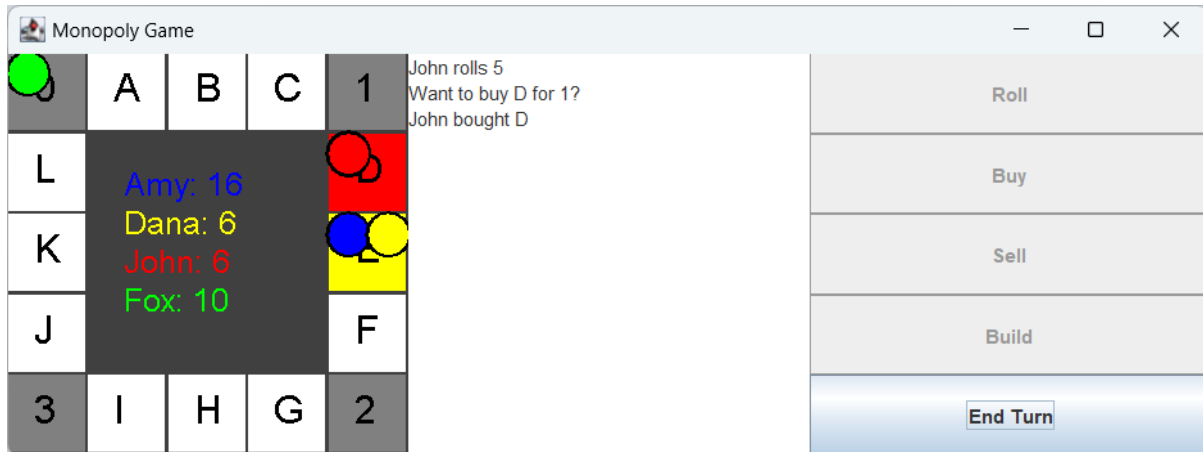 Monopoly Game
0 A B C 1
L D
K E
J F
3 I H G 2
Amy: 16
Dana: 6
John: 6
Fox: 10
John rolls 5
Want to buy D for 1?
John bought D
Roll
Buy
Sell
Build
End Turn